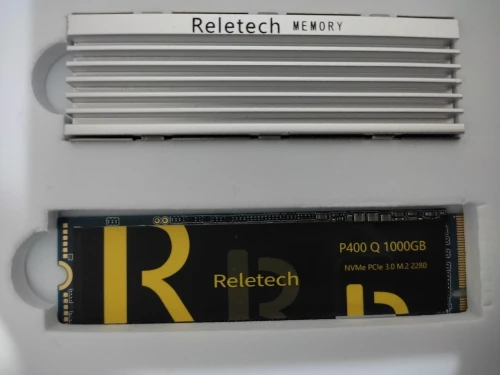 Reletech MEMORY
R
P400 Q 1000GB
NVMe PCIe 3.0 M.2 2280
Reletech